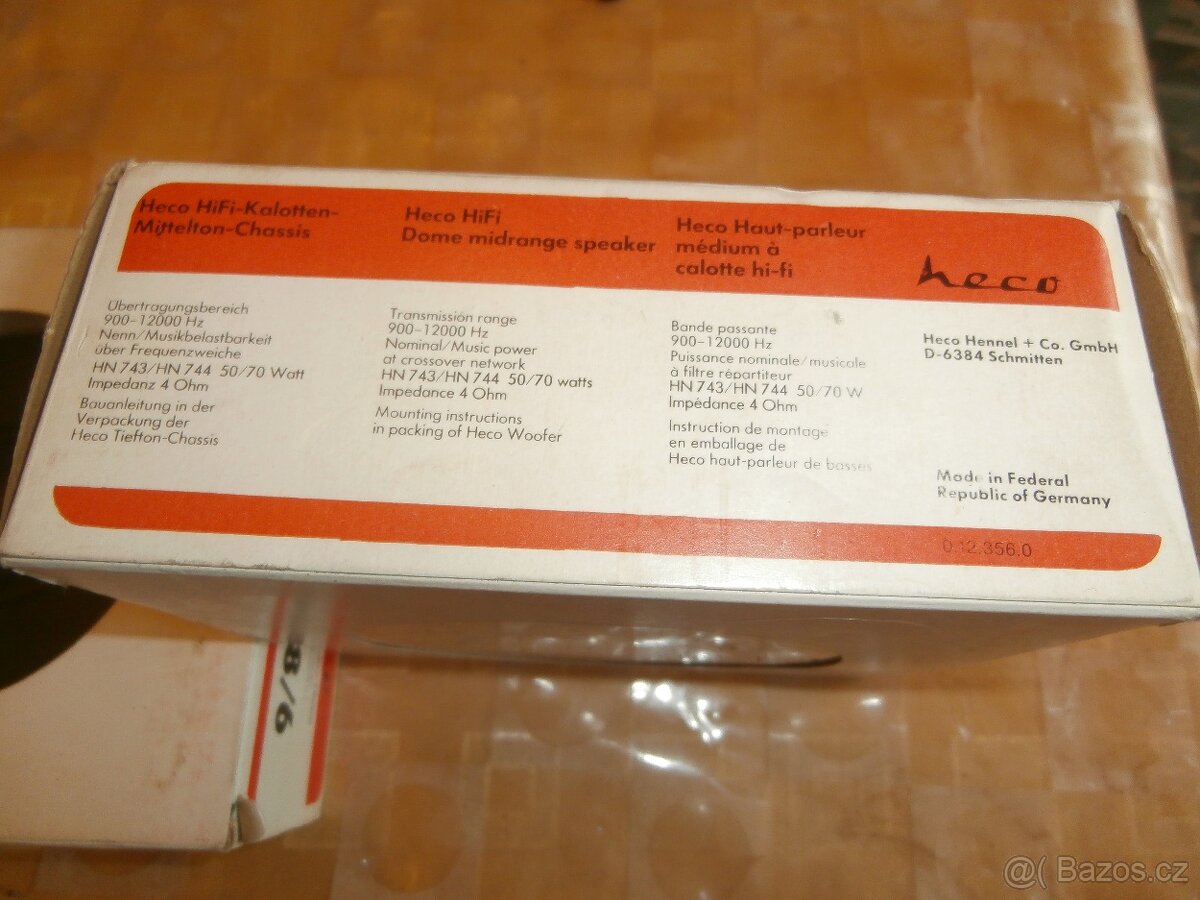 Heco HiFi-Kalotten-
Mittelton-Chassis
Heco HiFi
Dome midrange speaker
Heco Haut-parleur
médium à
calotte hi-fi
heco
Übertragungsbereich
900-12000 Hz
Nenn/Musikbelastbarkeit
über Frequenzweiche
HN 743/HN 744 50/70 Watt
Impedanz 4 Ohm
Bauanleitung in der
Verpackung der
Heco Tiefton-Chassis
Transmission range
900-12000 Hz
Nominal/Music power
at crossover network
HN 743/HN 744 50/70 watts
Impedance 4 Ohm
Mounting instructions
in packing of Heco Woofer
Bande passante
900-12000 Hz
Puissance nominale/musicale
à filtre répartiteur
HN 743/HN 744 50/70 W
Impédance 4 Ohm
Instruction de montage
en emballage de
Heco haut-parleur de basses
Heco Hennel + Co. GmbH
D-6384 Schmitten
Made in Federal
Republic of Germany
0.12.356.0
8/6
@( Bazos.cz